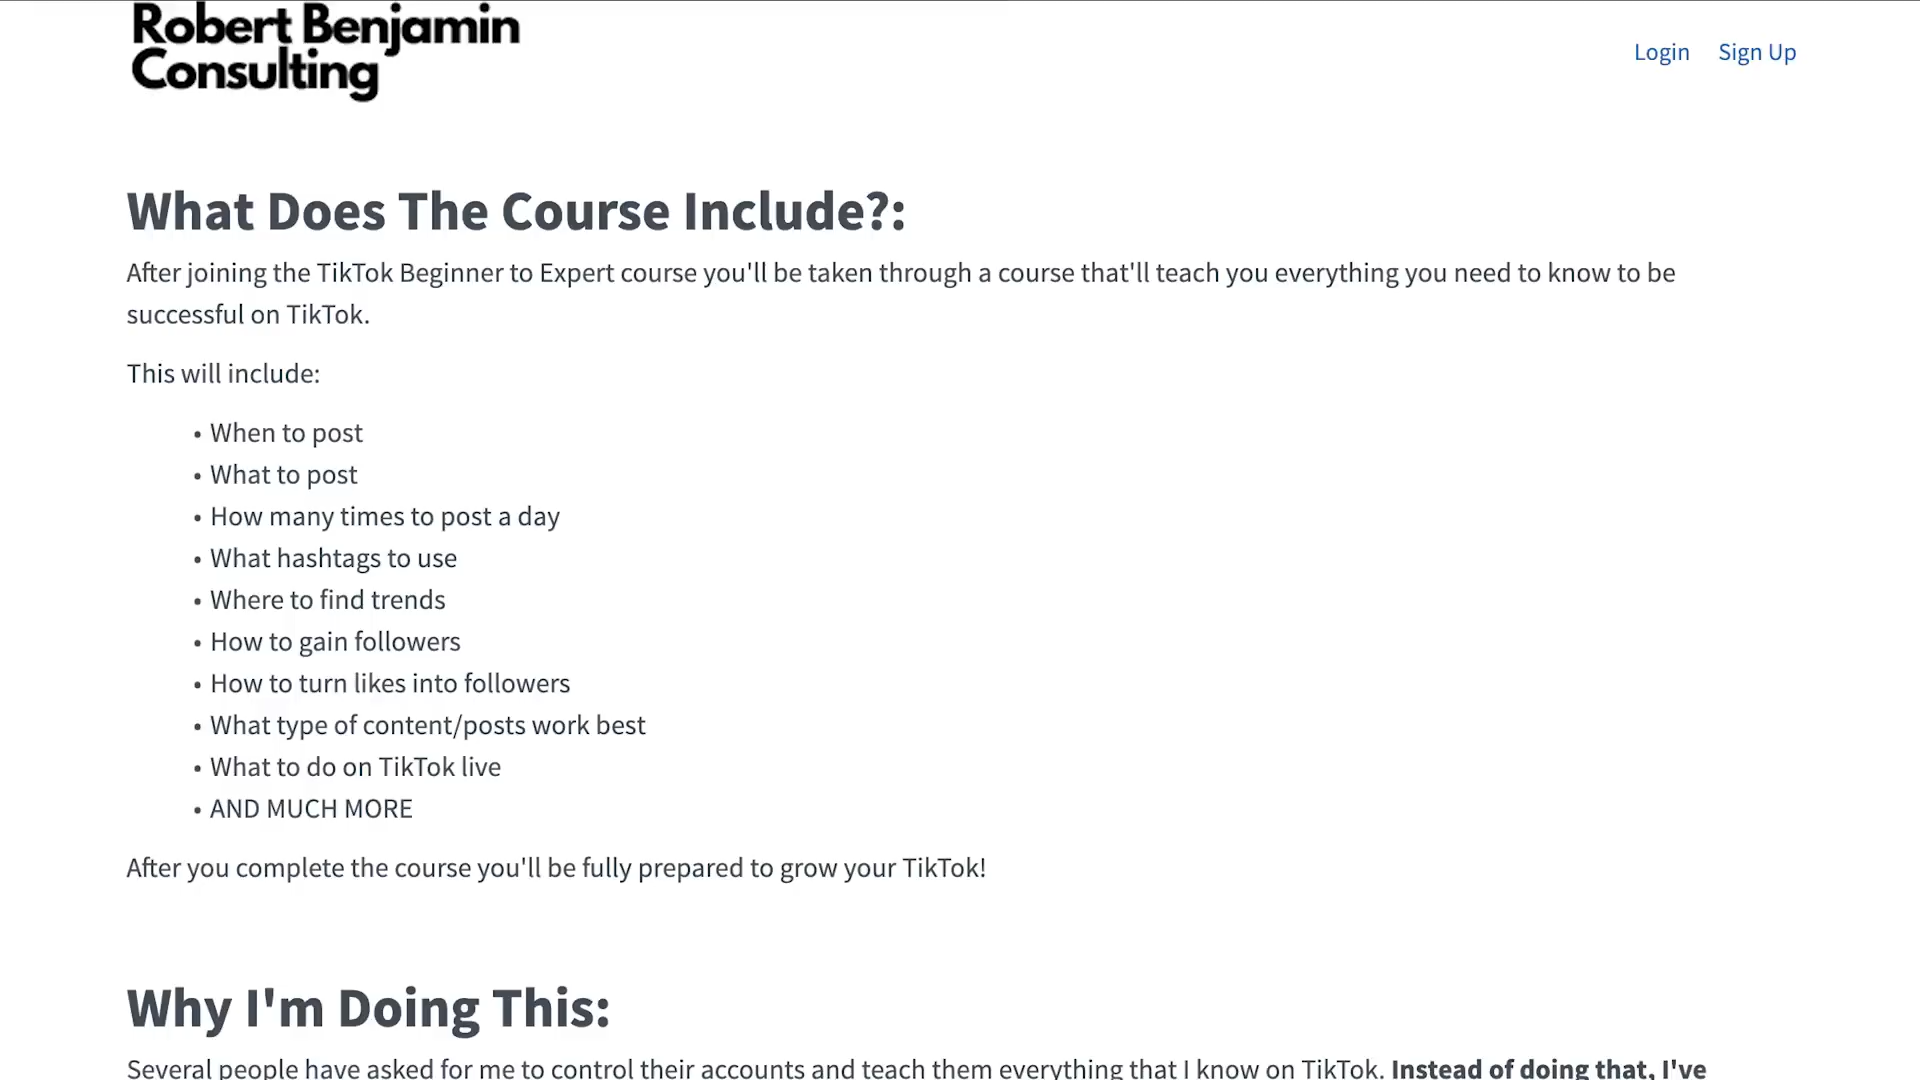 Robert Benjamin
Consulting
Login Sign Up
What Does The Course Include?:
After joining the TikTok Beginner to Expert course you'll be taken through a course that'll teach you everything you need to know to be
successful on TikTok.
This will include:
• When to post
• What to post
• How many times to post a day
• What hashtags to use
• Where to find trends
• How to gain followers
• How to turn likes into followers
• What type of content/posts work best
• What to do on TikTok live
• AND MUCH MORE
After you complete the course you'll be fully prepared to grow your TikTok!
Why I'm Doing This:
Several people have asked for me to control their accounts and teach them everything that I know on TikTok. Instead of doing that, I've